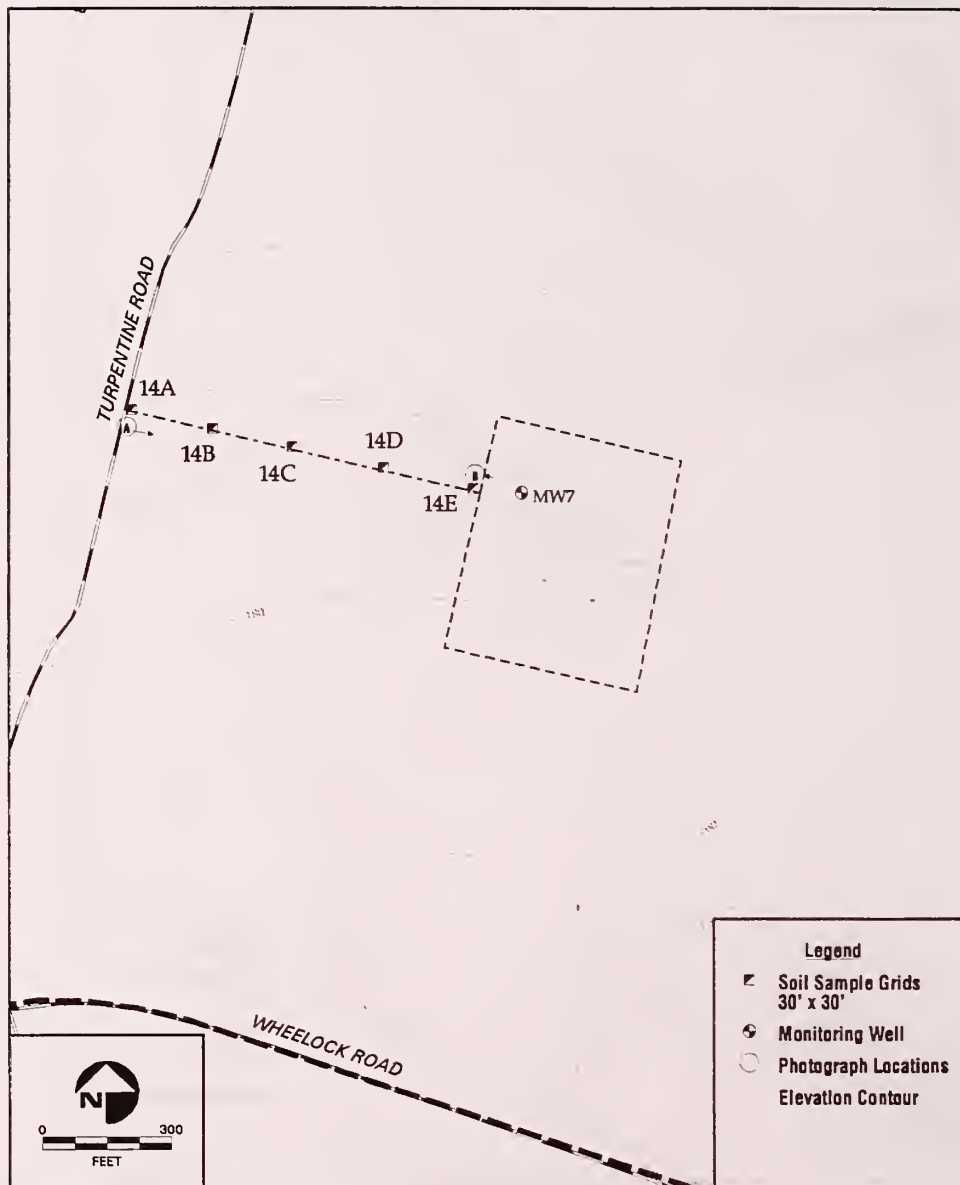 TURPENTINE ROAD
14A
A
14B
14C
14D
14E
B
MW7
WHEELOCK ROAD
N
0 300
FEET
Legend
Soil Sample Grids
30' x 30'
Monitoring Well
Photograph Locations
Elevation Contour